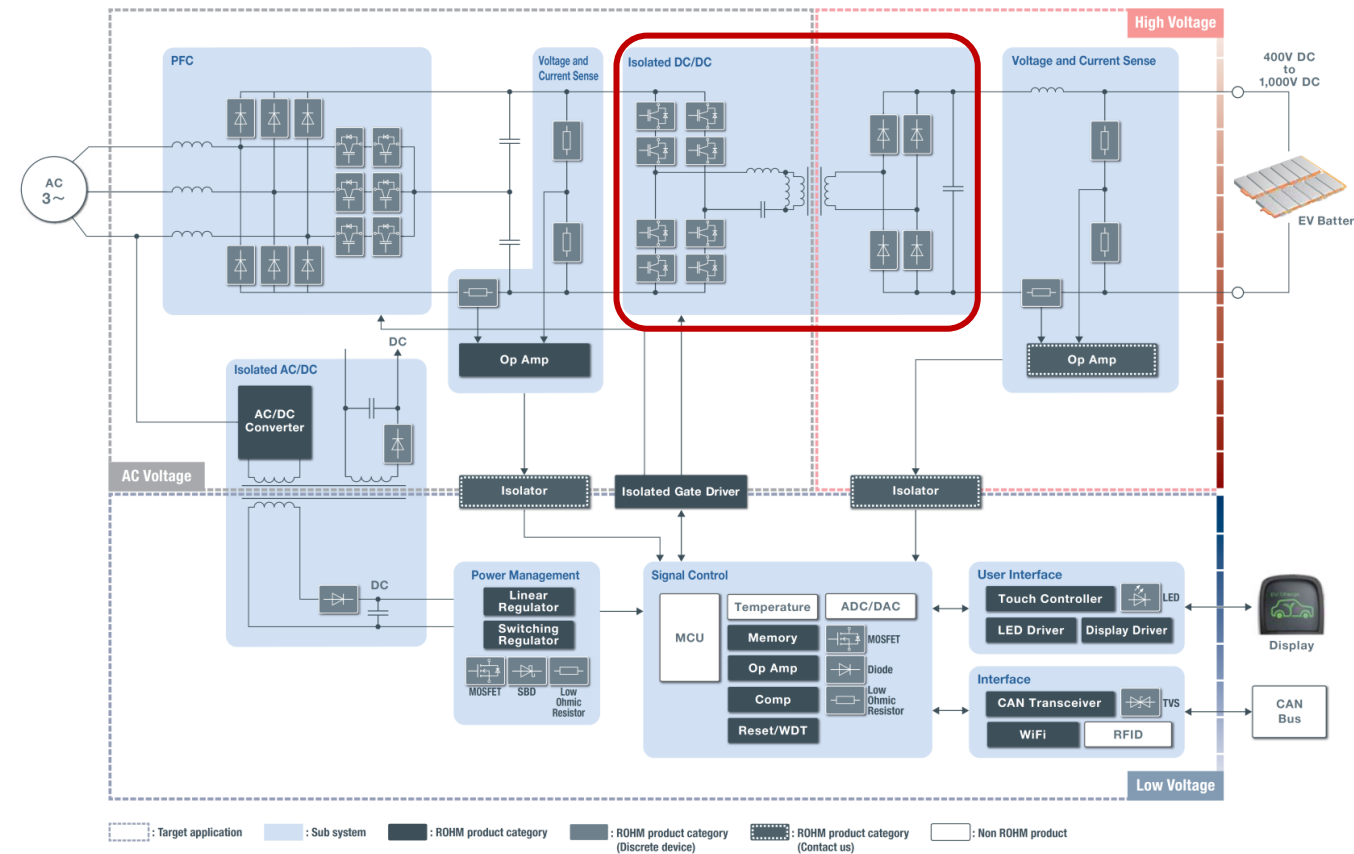 High Voltage
PFC
Voltage and
Current Sense
Isolated DC/DC
Voltage and Current Sense
400V DC
to
1,000V DC
AC
3~
EV Batter
DC
Op Amp
Op Amp
Isolated AC/DC
AC/DC
Converter
AC Voltage
Isolator
Isolated Gate Driver
Isolator
DC
Power Management
Linear
Regulator
Switching
Regulator
MOSFET
SBD
Low
Ohmic
Resistor
Signal Control
MCU
Temperature
ADC/DAC
Memory
MOSFET
Op Amp
Diode
Comp
Low
Ohmic
Resistor
Reset/WDT
User Interface
Touch Controller
LED
LED Driver
Display Driver
Display
Interface
CAN Transceiver
TVS
WiFi
RFID
CAN
Bus
Low Voltage
: Target application
: Sub system
: ROHM product category
: ROHM product category
(Discrete device)
: ROHM product category
(Contact us)
: Non ROHM product